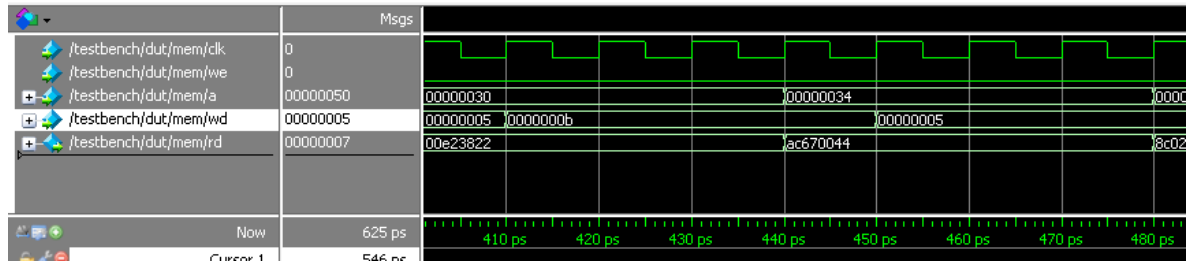 Msgs
/testbench/dut/mem/clk 0
/testbench/dut/mem/we 0
/testbench/dut/mem/a 00000050 00000030 00000034 0000
/testbench/dut/mem/wd 00000005 00000005 0000000b 00000005
/testbench/dut/mem/rd 00000007 00e23822 ac670044 8c02
Now 625 ps 410 ps 420 ps 430 ps 440 ps 450 ps 460 ps 470 ps 480 ps
Cursor 1 546 ps